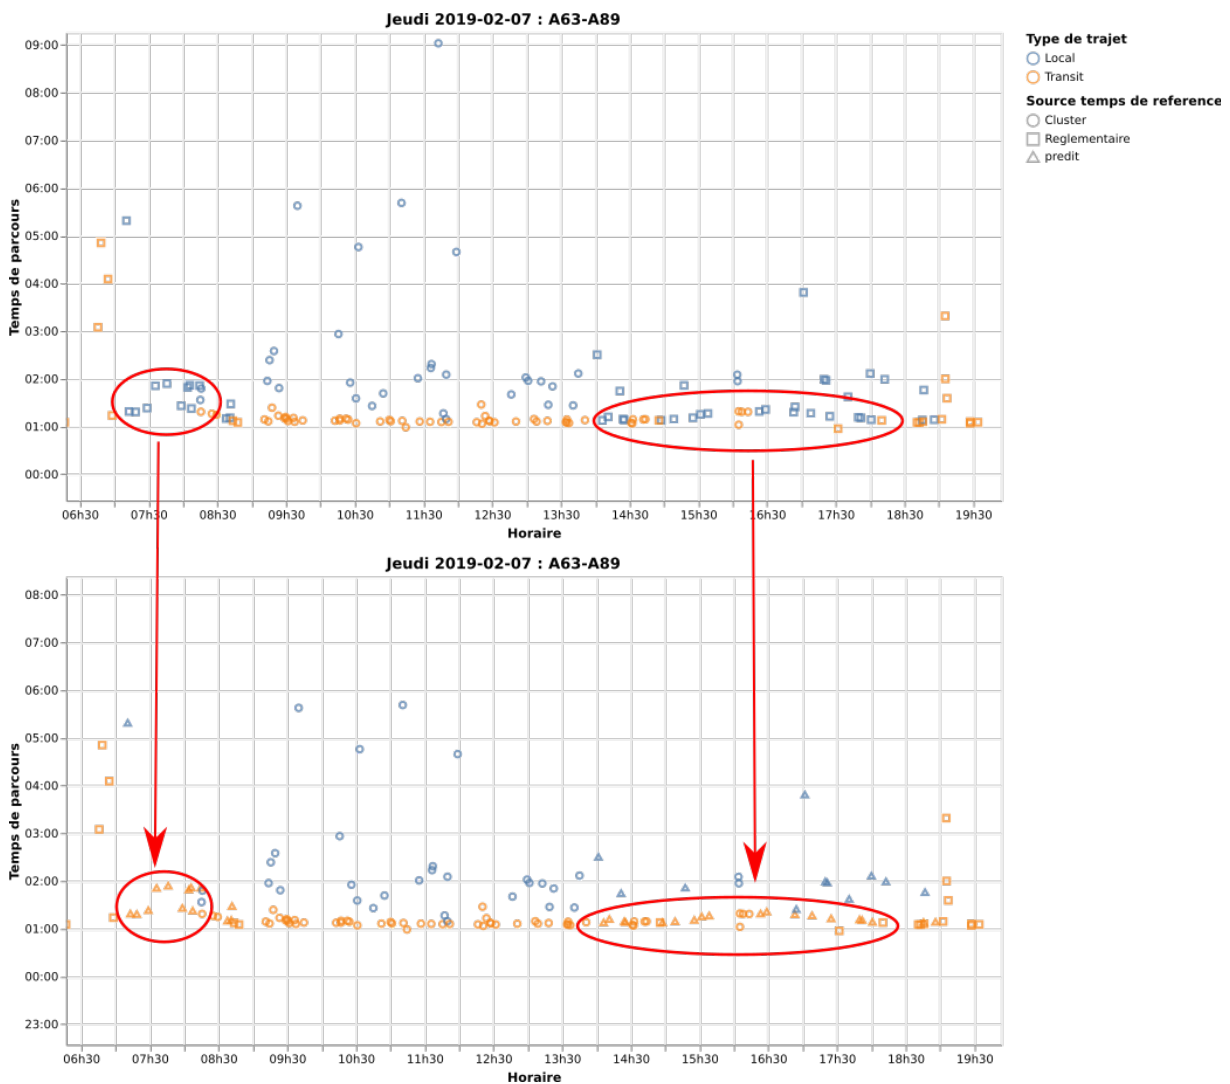 Jeudi 2019-02-07 : A63-A89
Temps de parcours
09:00
08:00
07:00
06:00
05:00
04:00
03:00
02:00
01:00
00:00
06h30 07h30 08h30 09h30 10h30 11h30 12h30 13h30 14h30 15h30 16h30 17h30 18h30 19h30
Horaire
Type de trajet
Local
Transit
Source temps de reference
Cluster
Reglementaire
predit
Jeudi 2019-02-07 : A63-A89
Temps de parcours
08:00
07:00
06:00
05:00
04:00
03:00
02:00
01:00
00:00
23:00
06h30 07h30 08h30 09h30 10h30 11h30 12h30 13h30 14h30 15h30 16h30 17h30 18h30 19h30
Horaire